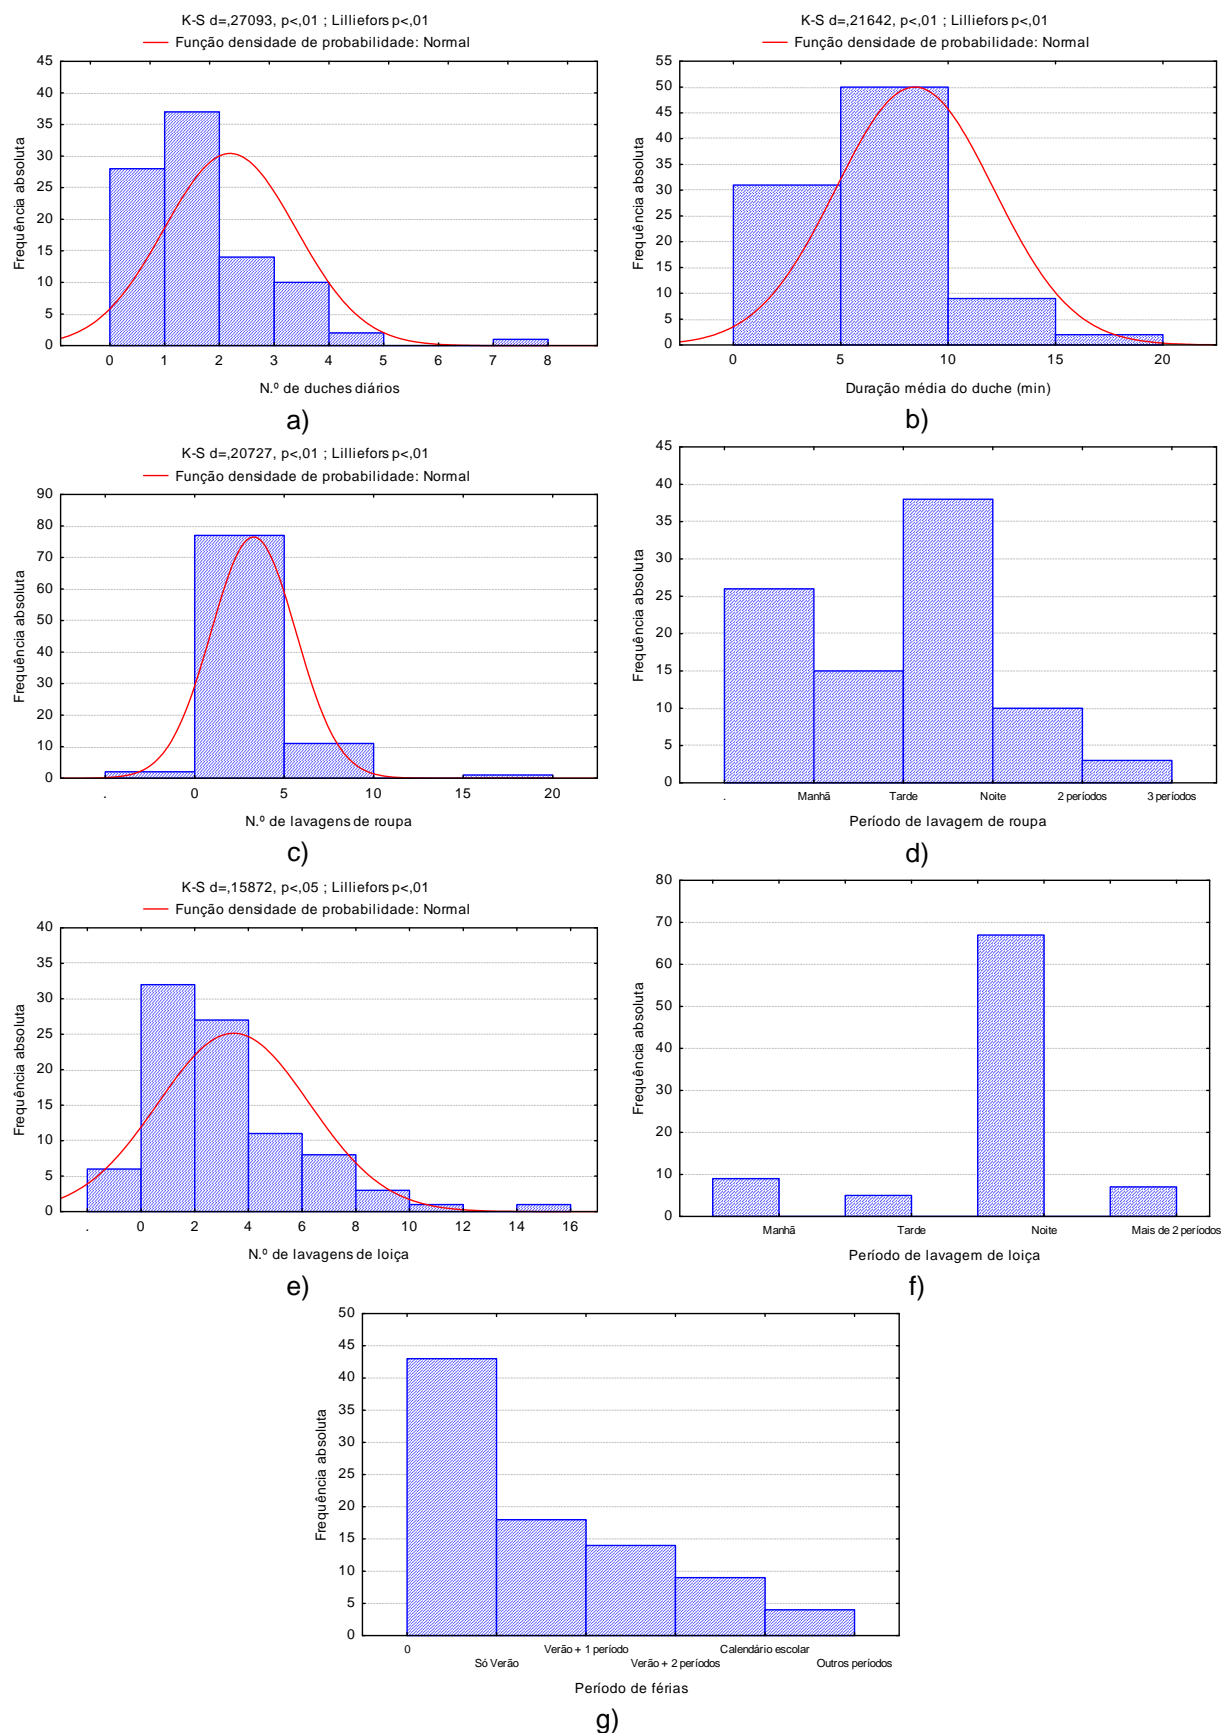 K-S d=,27093, p<,01 ; Lilliefors p<,01
Função densidade de probabilidade: Normal
Frequência absoluta
45
40
35
30
25
20
15
10
5
0
0 1 2 3 4 5 6 7 8
N.º de duches diários
a)
K-S d=,21642, p<,01 ; Lilliefors p<,01
Função densidade de probabilidade: Normal
Frequência absoluta
55
50
45
40
35
30
25
20
15
10
5
0
0 5 10 15 20
Duração média do duche (min)
b)
K-S d=,20727, p<,01 ; Lilliefors p<,01
Função densidade de probabilidade: Normal
Frequência absoluta
90
80
70
60
50
40
30
20
10
0
. 0 5 10 15 20
N.º de lavagens de roupa
c)
Frequência absoluta
45
40
35
30
25
20
15
10
5
0
. Manhã Tarde Noite 2 períodos 3 períodos
Período de lavagem de roupa
d)
K-S d=,15872, p<,05 ; Lilliefors p<,01
Função densidade de probabilidade: Normal
Frequência absoluta
40
35
30
25
20
15
10
5
0
. 0 2 4 6 8 10 12 14 16
N.º de lavagens de loiça
e)
Frequência absoluta
80
70
60
50
40
30
20
10
0
Manhã Tarde Noite Mais de 2 períodos
Período de lavagem de loiça
f)
Frequência absoluta
50
45
40
35
30
25
20
15
10
5
0
0 Verão + 1 período Calendário escolar
Só Verão Verão + 2 períodos Outros períodos
Período de férias
g)